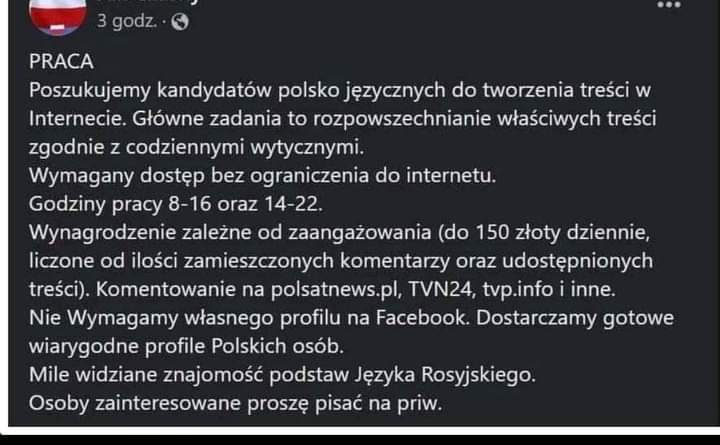 3 godz.
PRACA
Poszukujemy kandydatów polsko językowych do tworzenia treści w
Internecie. Główne zadania to rozpowszechnianie właściwych treści
zgodnie z codziennymi wytycznymi.
Wymagany dostęp bez ograniczenia do internetu.
Godziny pracy 8-16 oraz 14-22.
Wynagrodzenie zależne od zaangażowania (do 150 złoty dziennie,
liczone od ilości zamieszczonych komentarzy oraz udostępnionych
treści). Komentowanie na polsatnews.pl, TVN24, tvp.info i inne.
Nie Wymagamy własnego profilu na Facebook. Dostarczamy gotowe
wiarygodne profile Polskich osób.
Mile widziane znajomość podstaw Języka Rosyjskiego.
Osoby zainteresowane proszę pisać na priw.